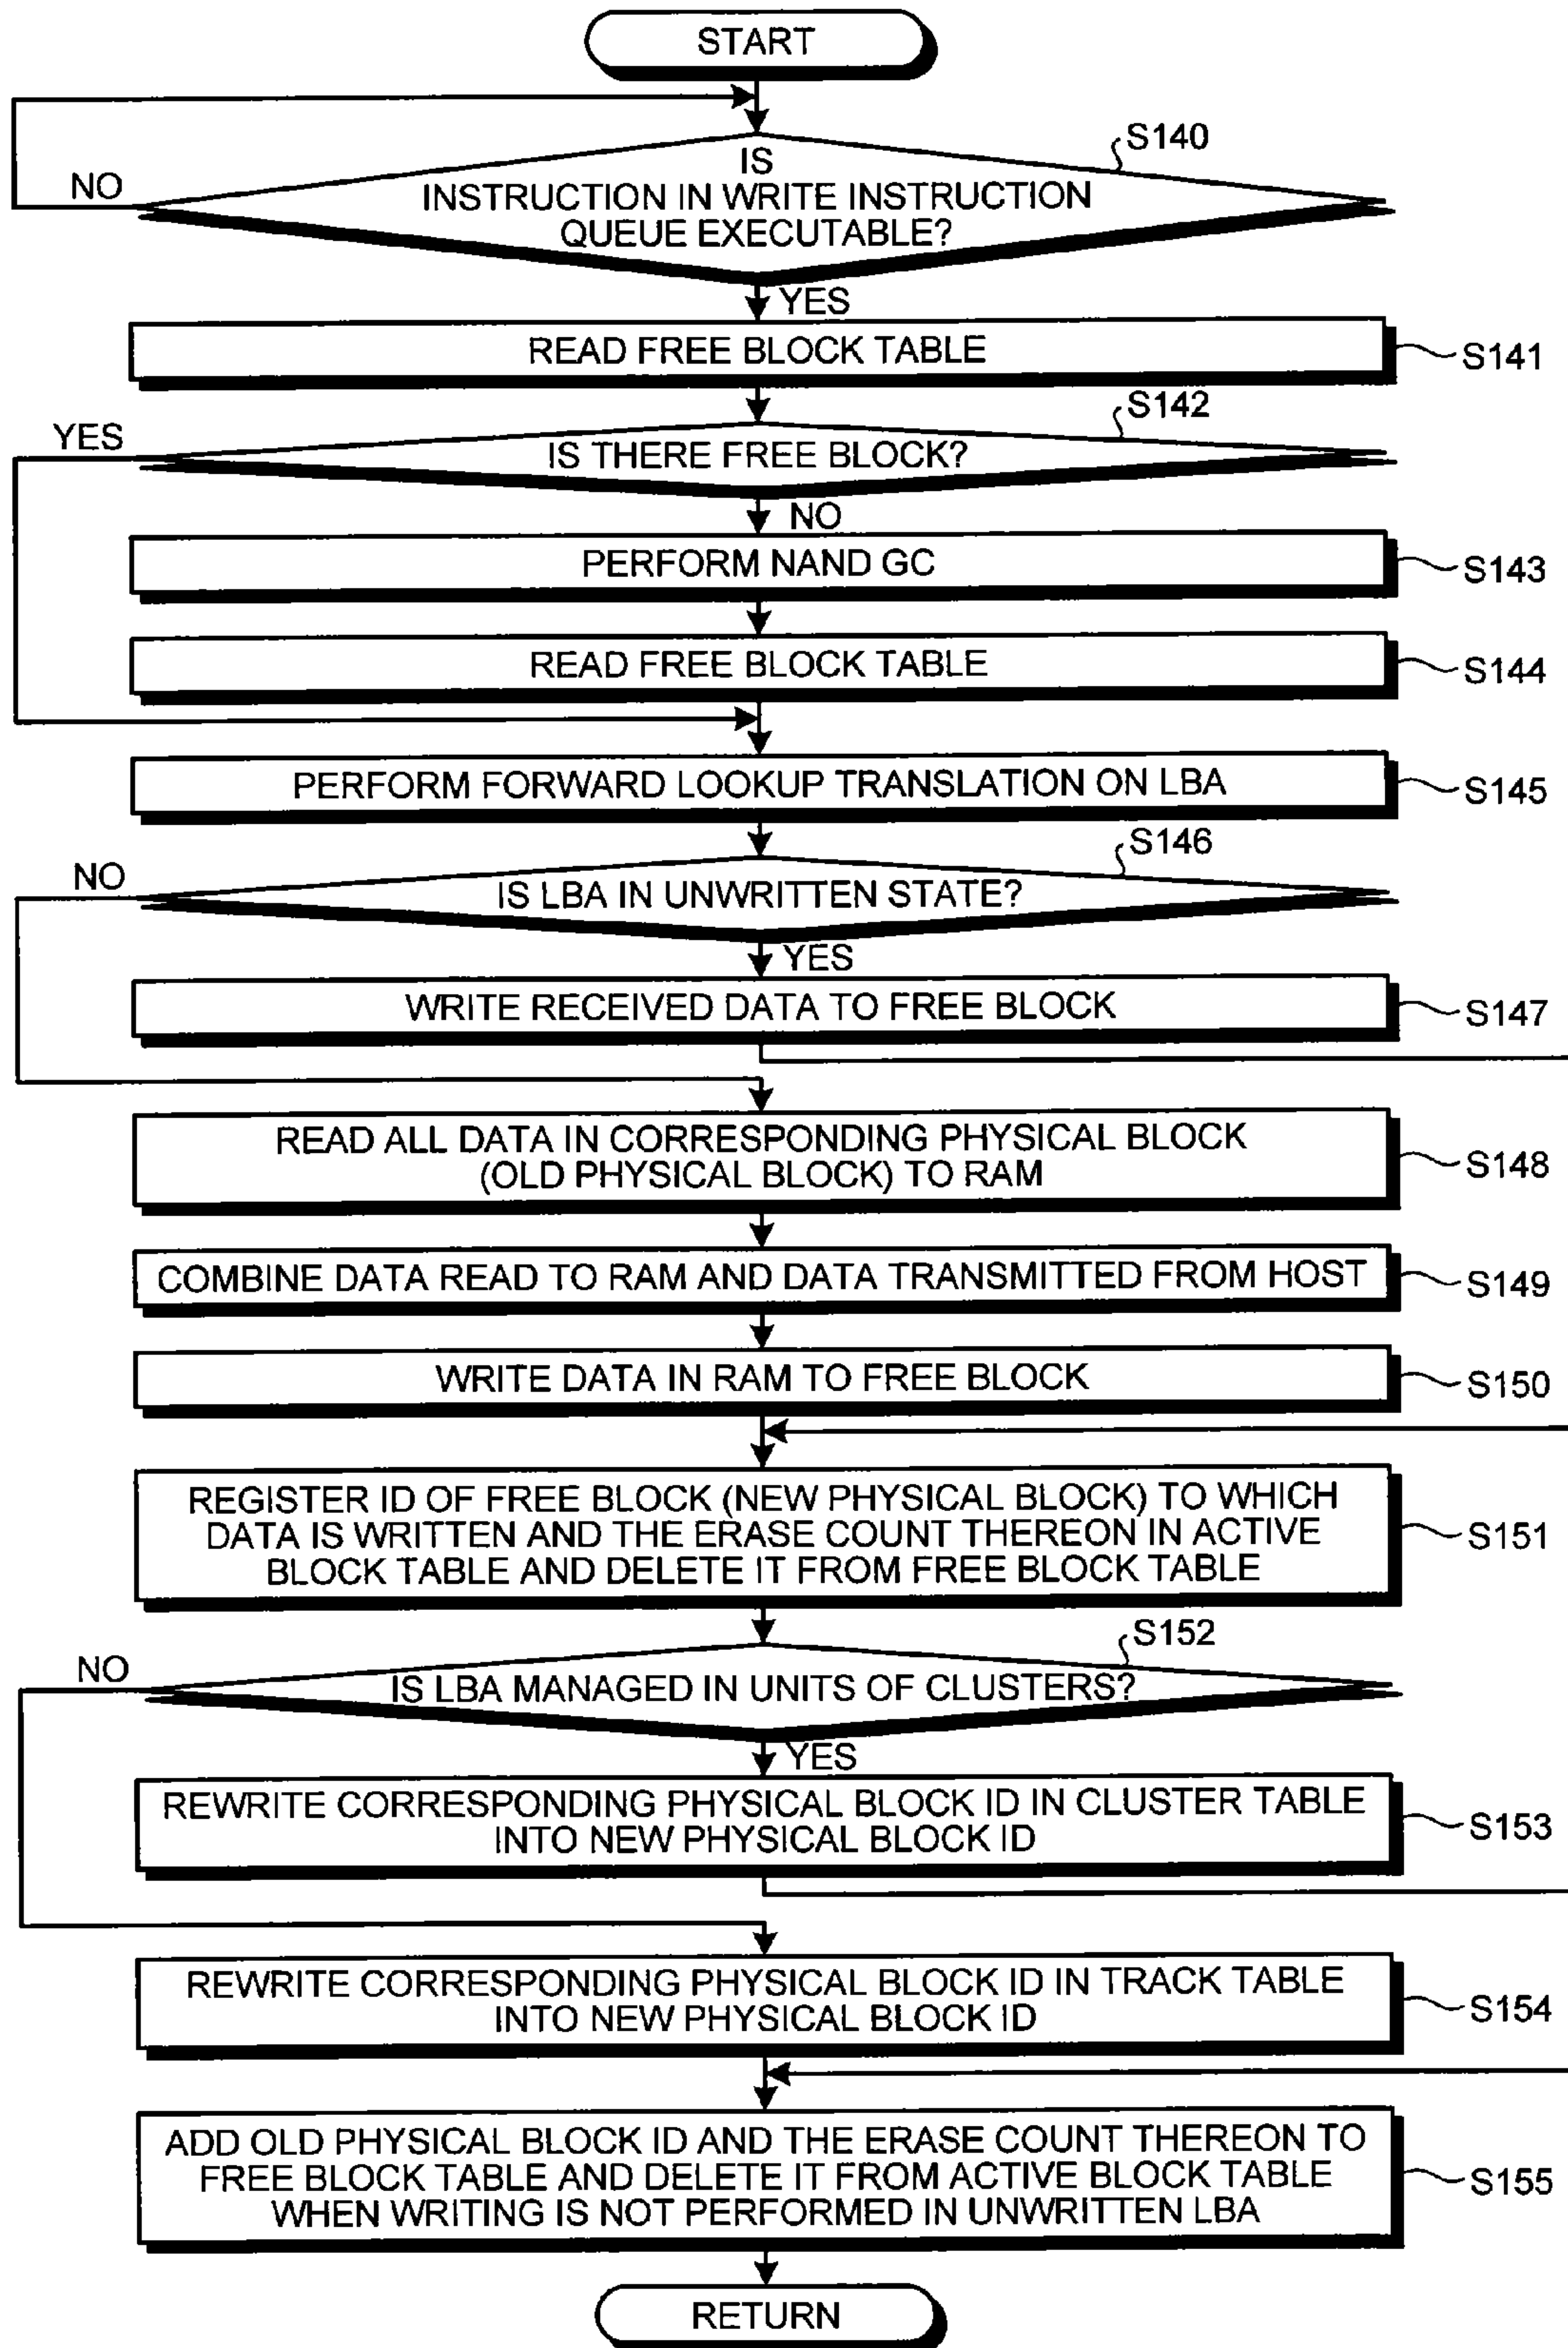 START
S140
IS
INSTRUCTION IN WRITE INSTRUCTION
QUEUE EXECUTABLE?
NO
YES
READ FREE BLOCK TABLE
S141
S142
YES
IS THERE FREE BLOCK?
NO
PERFORM NAND GC
S143
READ FREE BLOCK TABLE
S144
PERFORM FORWARD LOOKUP TRANSLATION ON LBA
S145
S146
NO
IS LBA IN UNWRITTEN STATE?
YES
WRITE RECEIVED DATA TO FREE BLOCK
S147
READ ALL DATA IN CORRESPONDING PHYSICAL BLOCK
(OLD PHYSICAL BLOCK) TO RAM
S148
COMBINE DATA READ TO RAM AND DATA TRANSMITTED FROM HOST
S149
WRITE DATA IN RAM TO FREE BLOCK
S150
REGISTER ID OF FREE BLOCK (NEW PHYSICAL BLOCK) TO WHICH
DATA IS WRITTEN AND THE ERASE COUNT THEREON IN ACTIVE
BLOCK TABLE AND DELETE IT FROM FREE BLOCK TABLE
S151
S152
NO
IS LBA MANAGED IN UNITS OF CLUSTERS?
YES
REWRITE CORRESPONDING PHYSICAL BLOCK ID IN CLUSTER TABLE
INTO NEW PHYSICAL BLOCK ID
S153
REWRITE CORRESPONDING PHYSICAL BLOCK ID IN TRACK TABLE
INTO NEW PHYSICAL BLOCK ID
S154
ADD OLD PHYSICAL BLOCK ID AND THE ERASE COUNT THEREON TO
FREE BLOCK TABLE AND DELETE IT FROM ACTIVE BLOCK TABLE
WHEN WRITING IS NOT PERFORMED IN UNWRITTEN LBA
S155
RETURN